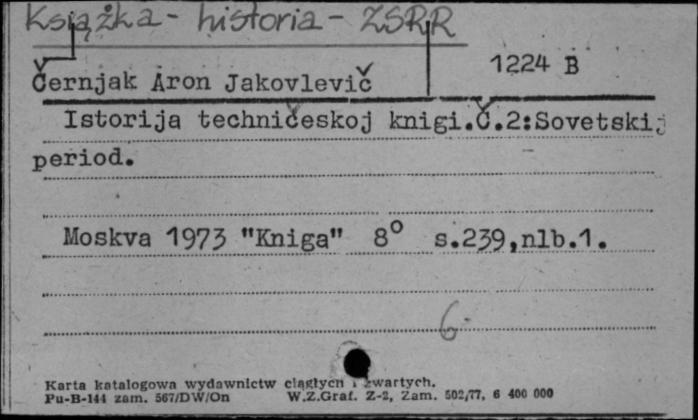 Książka - historia - ZSRR
1224 B
Černjak Aron Jakovlevič
Istorija techničeskoj knigi.Č.2:Sovetskij
period.
Moskva 1973 "Kniga" 8° s.239,nlb.1.
6
Karta katalogowa wydawnictw ciągłych i zwartych.
Pu-B-144 zam. 567/DW/On W.Z.Graf. Z-2, Zam. 502/77, 6 400 000